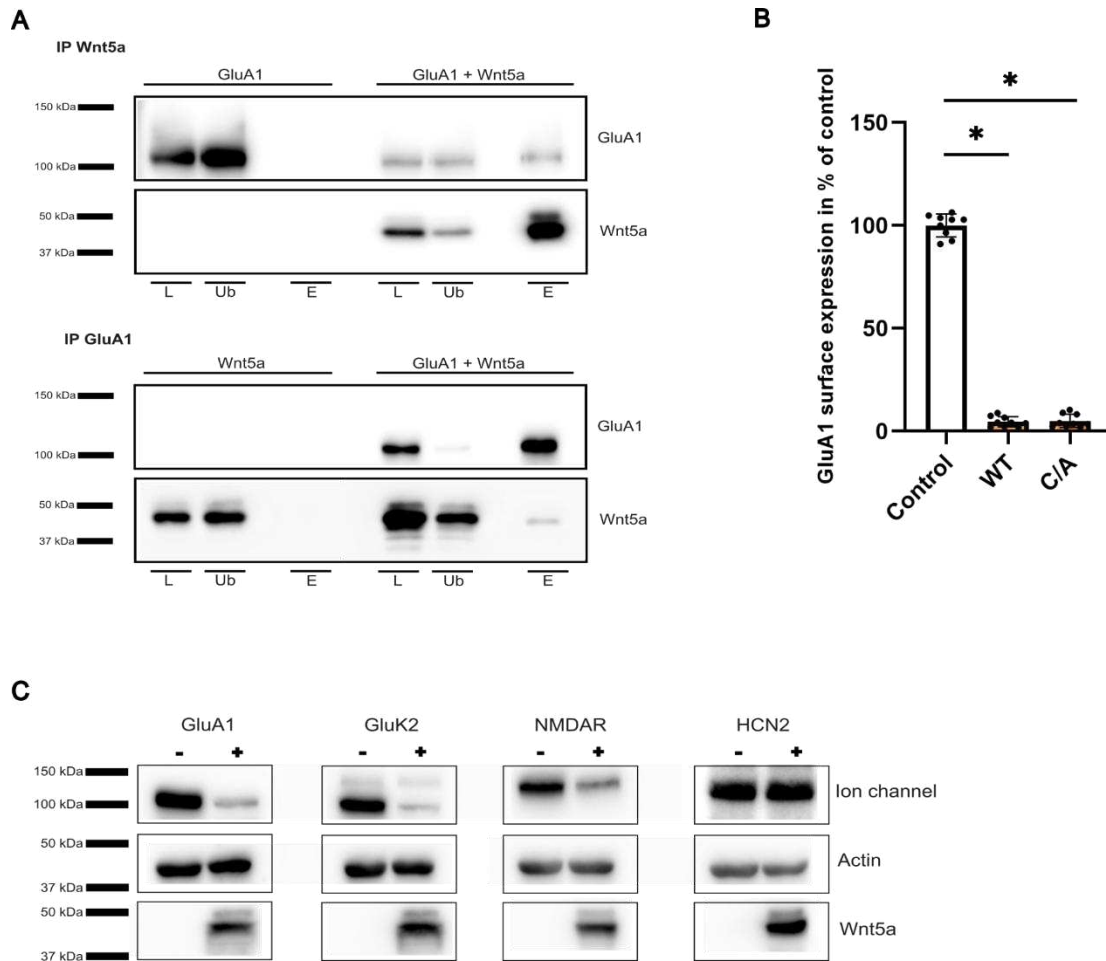 A
IP Wnt5a
GluA1 GluA1 + Wnt5a
150 kDa
GluA1
100 kDa
50 kDa
Wnt5a
37 kDa
L Ub E L Ub E
IP GluA1
Wnt5a GluA1 + Wnt5a
150 kDa
GluA1
100 kDa
50 kDa
Wnt5a
37 kDa
L Ub E L Ub E
B
GluA1 surface expression in % of control
150
100
50
0
* *
Control WT C/A
C
GluA1 GluK2 NMDAR HCN2
- + - + - + - +
150 kDa
Ion channel
100 kDa
50 kDa
Actin
37 kDa
50 kDa
Wnt5a
37 kDa